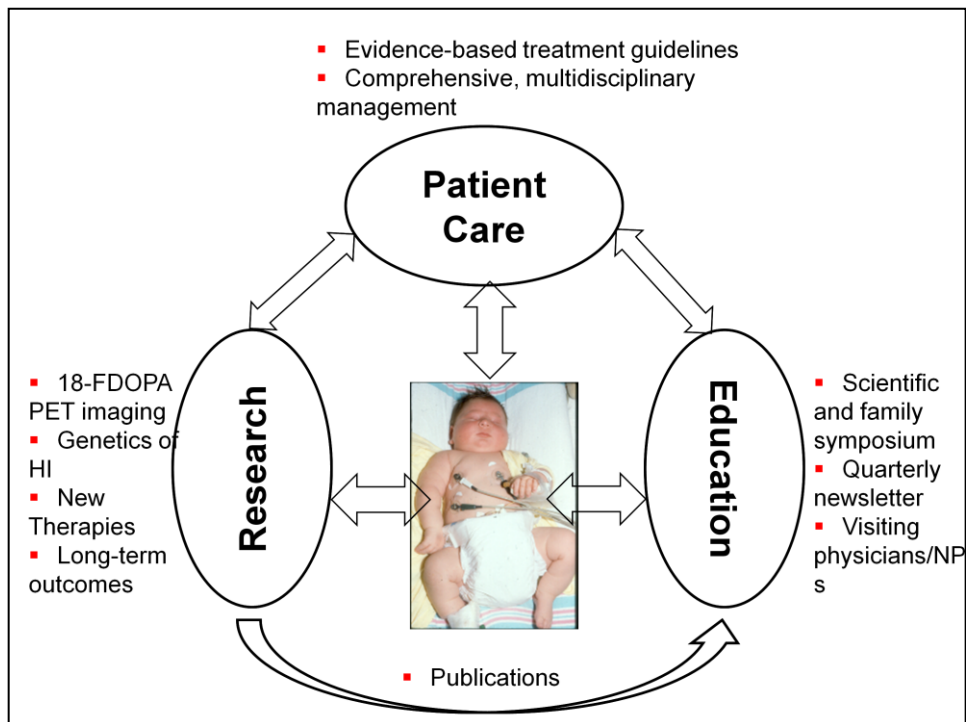 ▪ Evidence-based treatment guidelines
▪ Comprehensive, multidisciplinary
management
Patient
Care
▪ 18-FDOPA
PET imaging
▪ Genetics of
HI
▪ New
Therapies
▪ Long-term
outcomes
Research
Education
▪ Scientific
and family
symposium
▪ Quarterly
newsletter
▪ Visiting
physicians/NP
s
▪ Publications